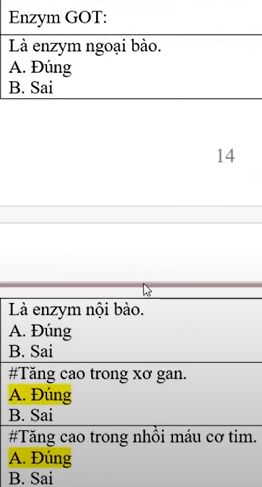 Enzym GOT:
Là enzym ngoại bào.
A. Đúng
B. Sai
14
Là enzym nội bào.
A. Đúng
B. Sai
#Tăng cao trong xơ gan.
A. Đúng
B. Sai
#Tăng cao trong nhồi máu cơ tim.
A. Đúng
B. Sai